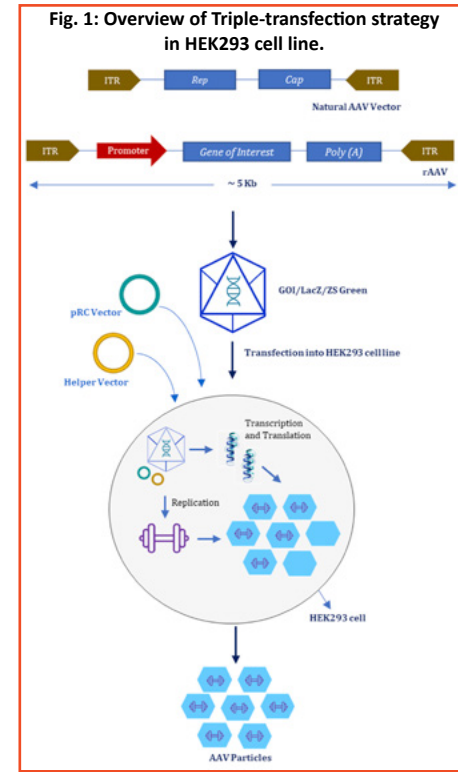 Fig. 1: Overview of Triple-transfection strategy
in HEK293 cell line.
ITR Rep Cap ITR
Natural AAV Vector
ITR Promoter Gene of Interest Poly (A) ITR
rAAV
~ 5 Kb
GOI/LacZ/ZS Green
pRC Vector
Transfection into HEK293 cell line
Helper Vector
Transcription
and Translation
Replication
HEK293 cell
AAV Particles